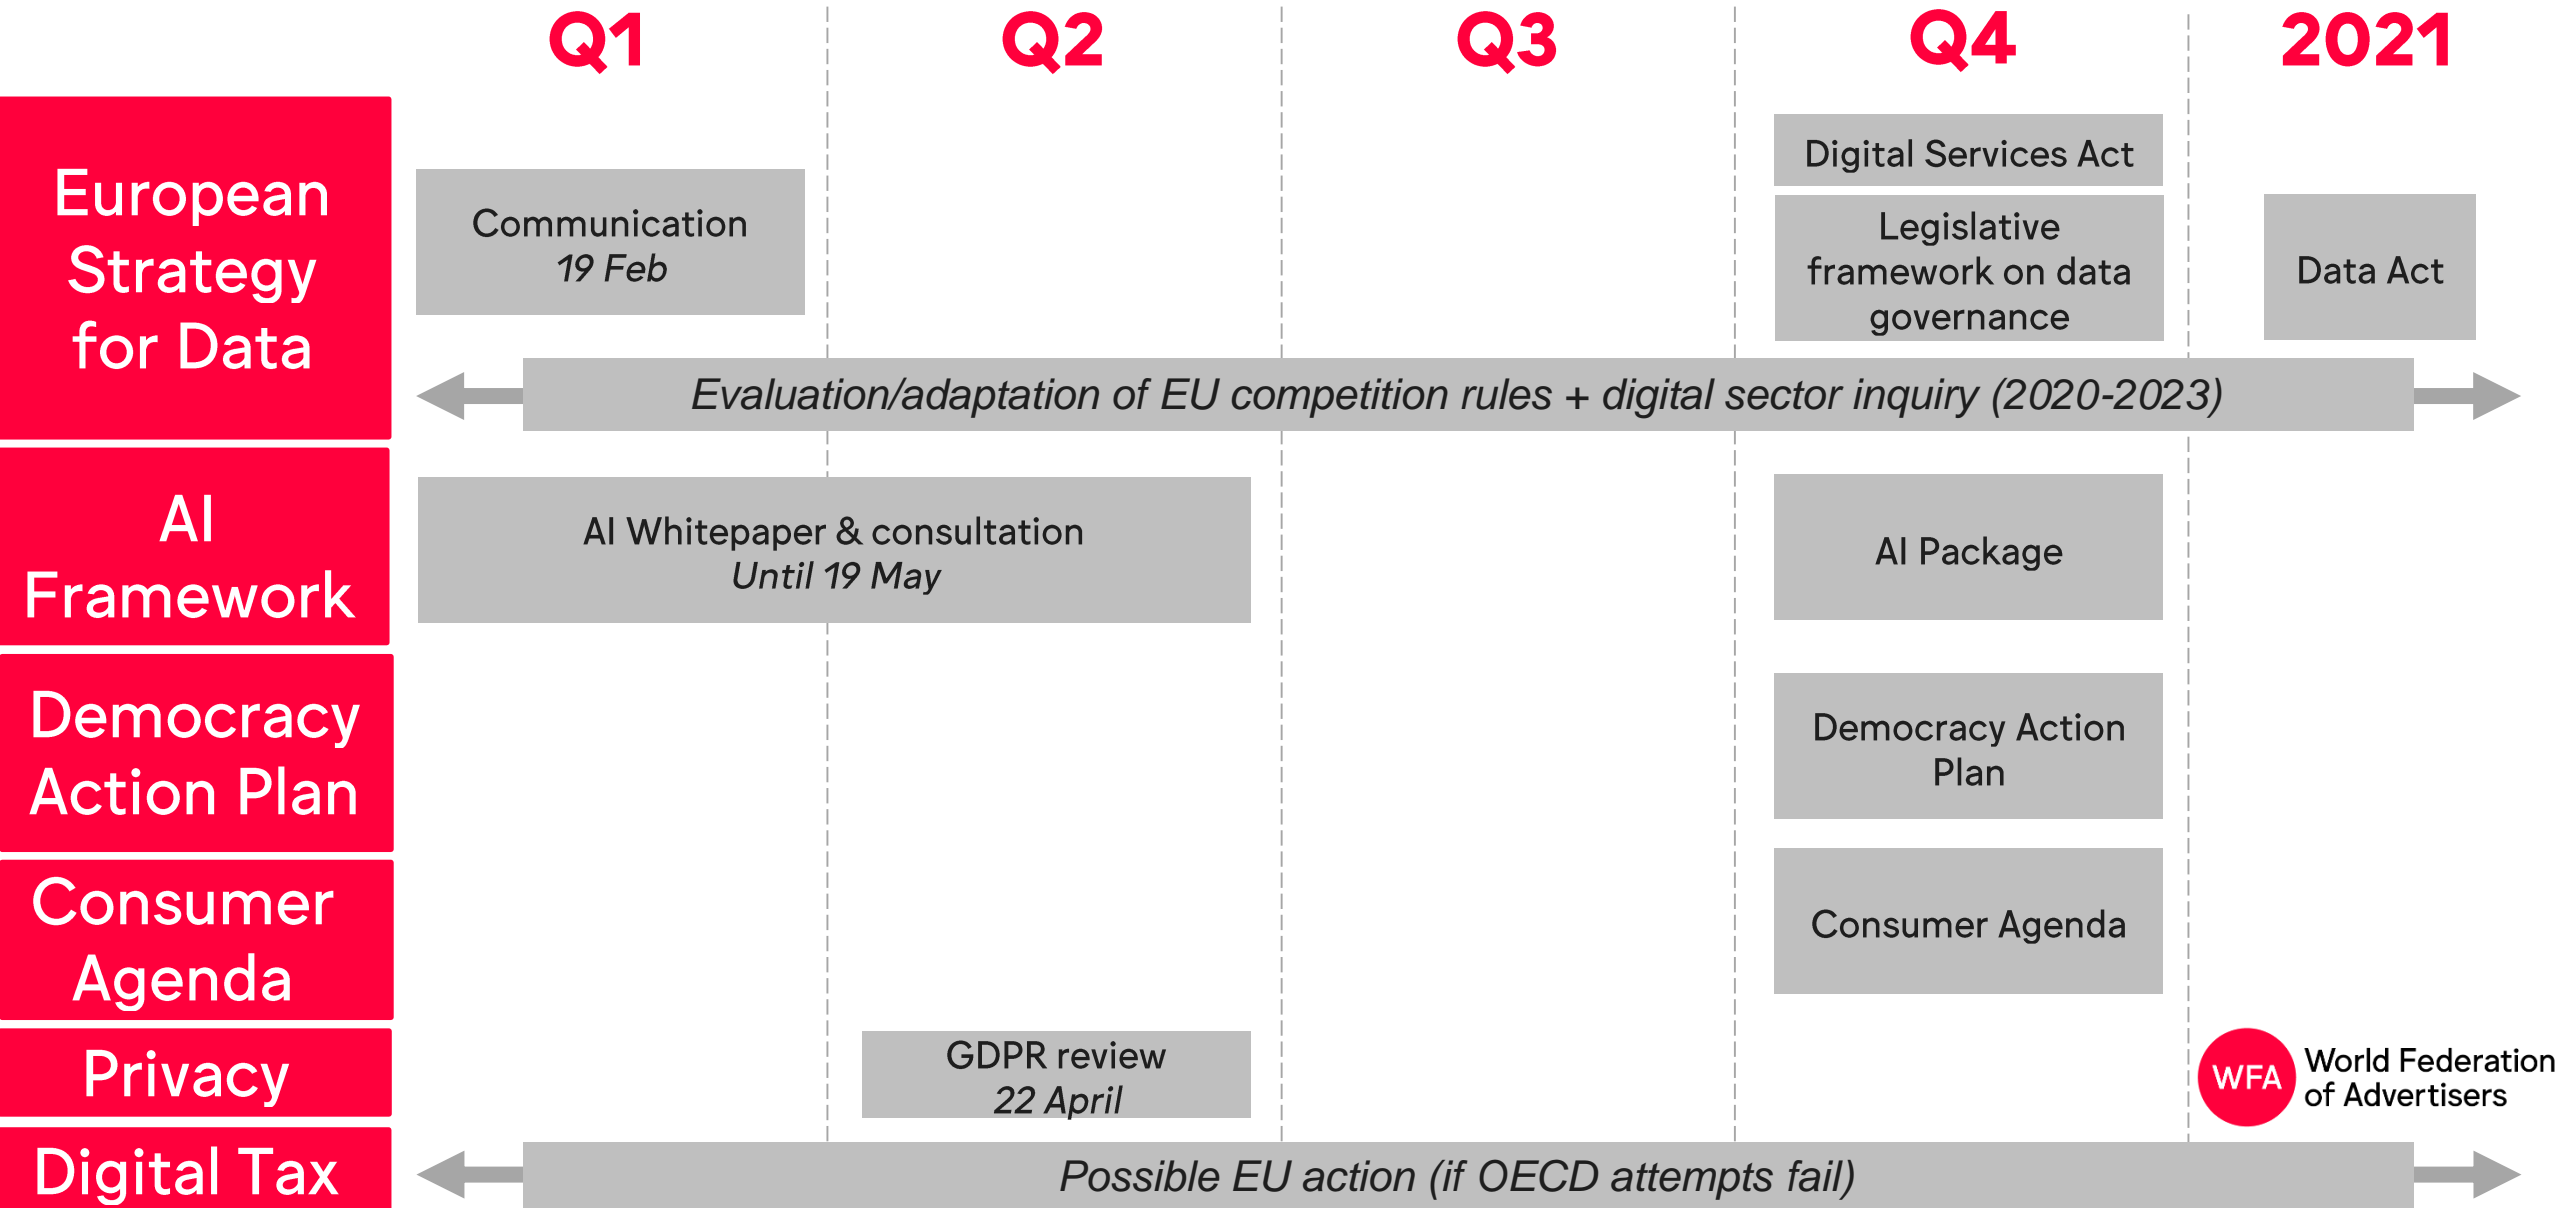 Q1 Q2 Q3 Q4 2021
European
Strategy
for Data
Communication
19 Feb
Digital Services Act
Legislative
framework on data
governance
Data Act
Evaluation/adaptation of EU competition rules + digital sector inquiry (2020-2023)
AI
Framework
AI Whitepaper & consultation
Until 19 May
AI Package
Democracy
Action Plan
Democracy Action
Plan
Consumer
Agenda
Consumer Agenda
Privacy
GDPR review
22 April
WFA
World Federation
of Advertisers
Digital Tax
Possible EU action (if OECD attempts fail)